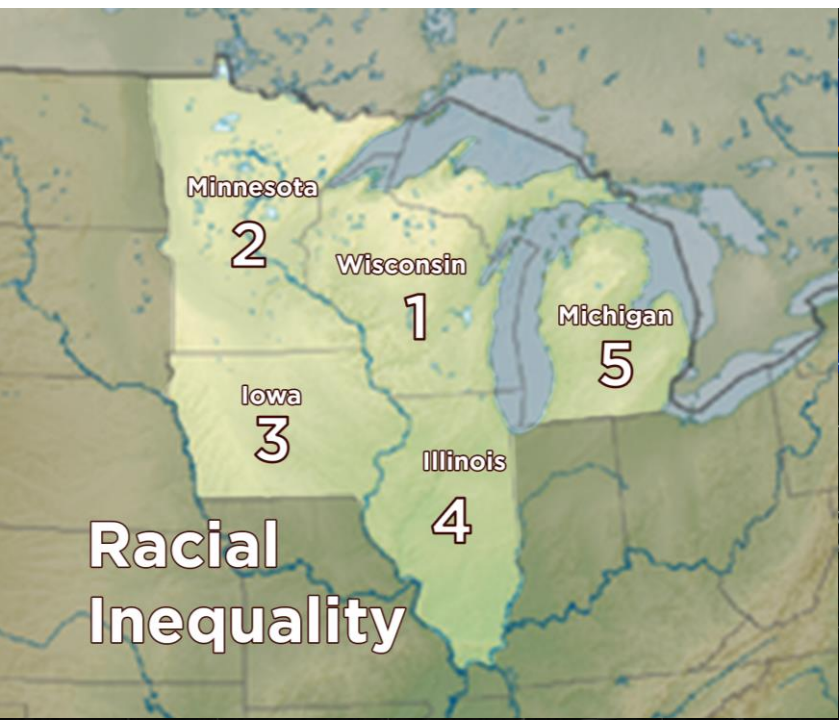 Minnesota
2
Wisconsin
1
Michigan
5
Iowa
3
Illinois
4
Racial
Inequality